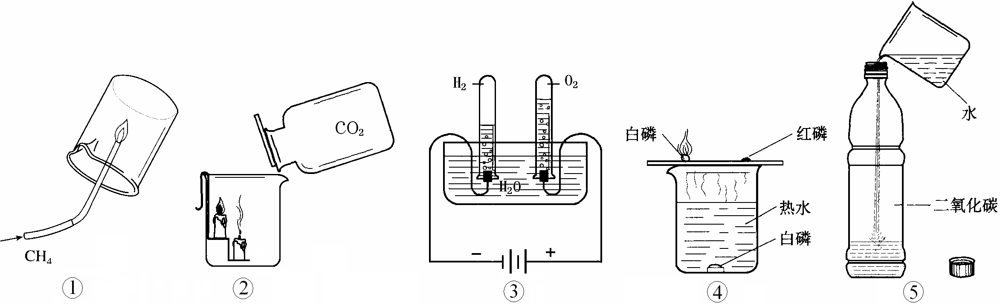 CH₄
①
CO₂
②
H₂
O₂
H₂O
−
+
③
白磷
红磷
热水
白磷
④
水
二氧化碳
⑤